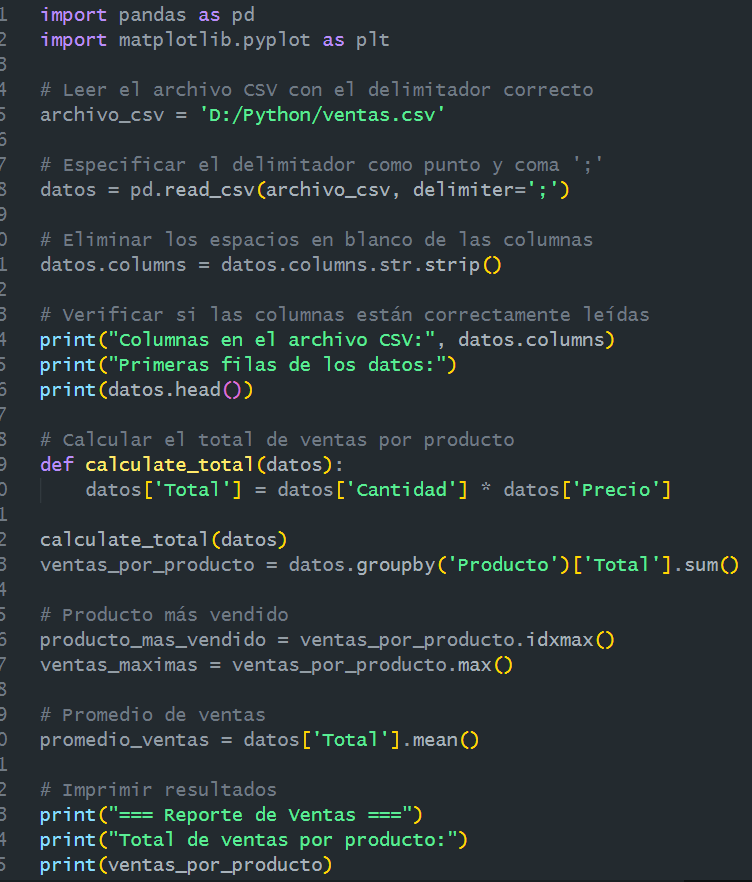 1 import pandas as pd
2 import matplotlib.pyplot as plt
3
4 # Leer el archivo CSV con el delimitador correcto
5 archivo_csv = 'D:/Python/ventas.csv'
6
7 # Especificar el delimitador como punto y coma ';'
8 datos = pd.read_csv(archivo_csv, delimiter=';')
9
0 # Eliminar los espacios en blanco de las columnas
1 datos.columns = datos.columns.str.strip()
2
3 # Verificar si las columnas están correctamente leídas
4 print("Columnas en el archivo CSV:", datos.columns)
5 print("Primeras filas de los datos:")
6 print(datos.head())
7
8 # Calcular el total de ventas por producto
9 def calculate_total(datos):
0     datos['Total'] = datos['Cantidad'] * datos['Precio']
1
2 calculate_total(datos)
3 ventas_por_producto = datos.groupby('Producto')['Total'].sum()
4
5 # Producto más vendido
6 producto_mas_vendido = ventas_por_producto.idxmax()
7 ventas_maximas = ventas_por_producto.max()
8
9 # Promedio de ventas
0 promedio_ventas = datos['Total'].mean()
1
2 # Imprimir resultados
3 print("=== Reporte de Ventas ===")
4 print("Total de ventas por producto:")
5 print(ventas_por_producto)